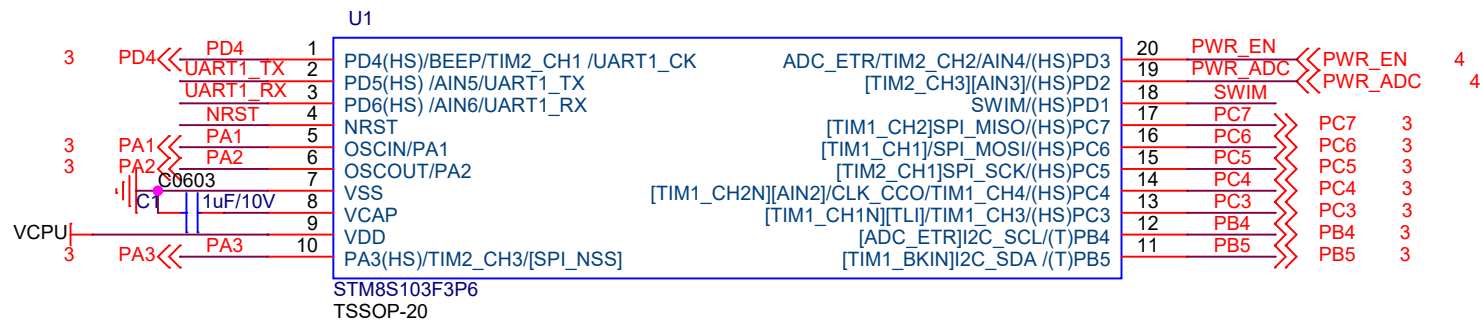 U1
3 PD4 PD4 1 PD4(HS)/BEEP/TIM2_CH1 /UART1_CK ADC_ETR/TIM2_CH2/AIN4/(HS)PD3 20 PWR_EN PWR_EN 4
UART1_TX 2 PD5(HS) /AIN5/UART1_TX [TIM2_CH3][AIN3]/(HS)PD2 19 PWR_ADC PWR_ADC 4
UART1_RX 3 PD6(HS) /AIN6/UART1_RX SWIM/(HS)PD1 18 SWIM
NRST 4 NRST [TIM1_CH2]SPI_MISO/(HS)PC7 17 PC7 PC7 3
3 PA1 PA1 5 OSCIN/PA1 [TIM1_CH1]/SPI_MOSI/(HS)PC6 16 PC6 PC6 3
3 PA2 PA2 6 OSCOUT/PA2 [TIM2_CH1]SPI_SCK/(HS)PC5 15 PC5 PC5 3
C0603 7 VSS [TIM1_CH2N][AIN2]/CLK_CCO/TIM1_CH4/(HS)PC4 14 PC4 PC4 3
C1 1uF/10V 8 VCAP [TIM1_CH1N][TLI]/TIM1_CH3/(HS)PC3 13 PC3 PC3 3
VCPU 9 VDD [ADC_ETR]I2C_SCL/(T)PB4 12 PB4 PB4 3
3 PA3 PA3 10 PA3(HS)/TIM2_CH3/[SPI_NSS] [TIM1_BKIN]I2C_SDA /(T)PB5 11 PB5 PB5 3
STM8S103F3P6
TSSOP-20